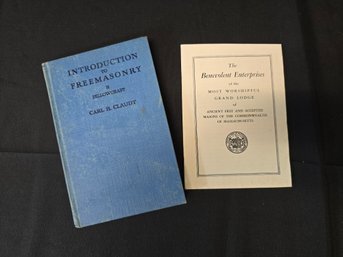 INTRODUCTION
TO
FREEMASONRY
II
FELLOWCRAFT
CARL H. CLAUDY
The
Benevolent Enterprises
of the
MOST WORSHIPFUL
GRAND LODGE
of
ANCIENT FREE AND ACCEPTED
MASONS OF THE COMMONWEALTH
OF MASSACHUSETTS